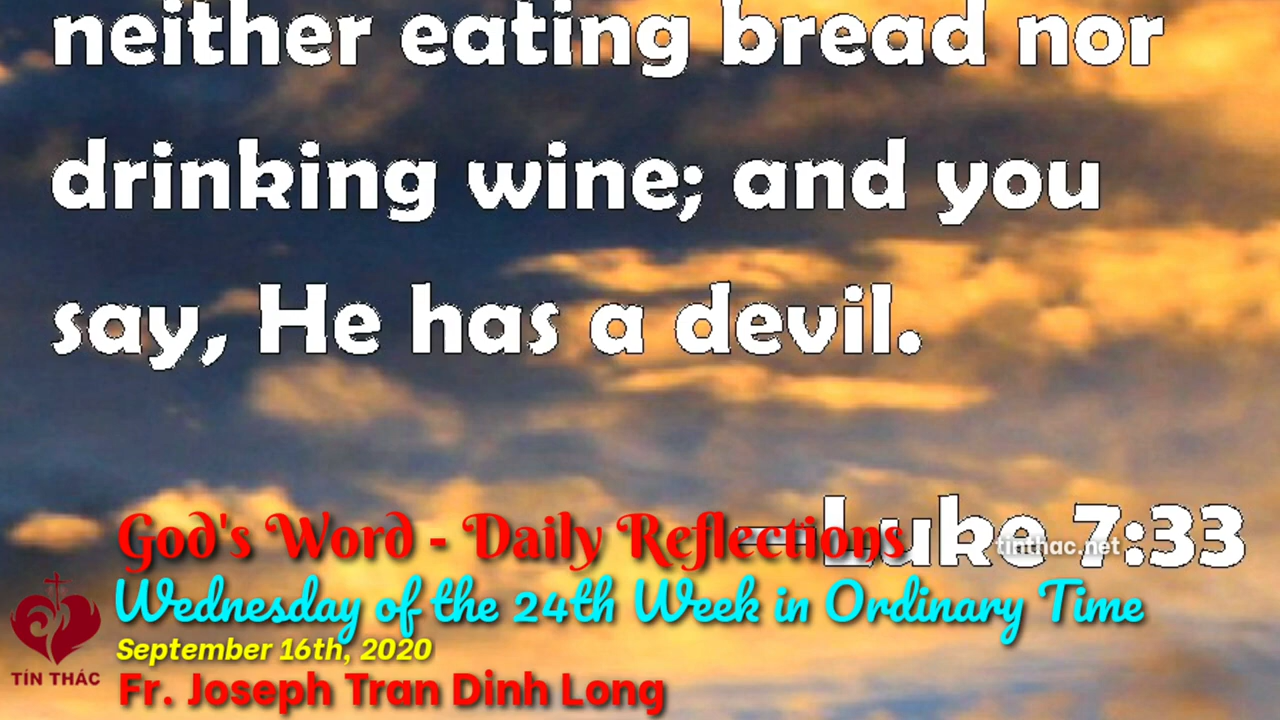 neither eating bread nor
drinking wine; and you
say, He has a devil.
— Luke 7:33
tinthac.net
God's Word - Daily Reflections
Wednesday of the 24th Week in Ordinary Time
September 16th, 2020
Fr. Joseph Tran Dinh Long
TÍN THÁC